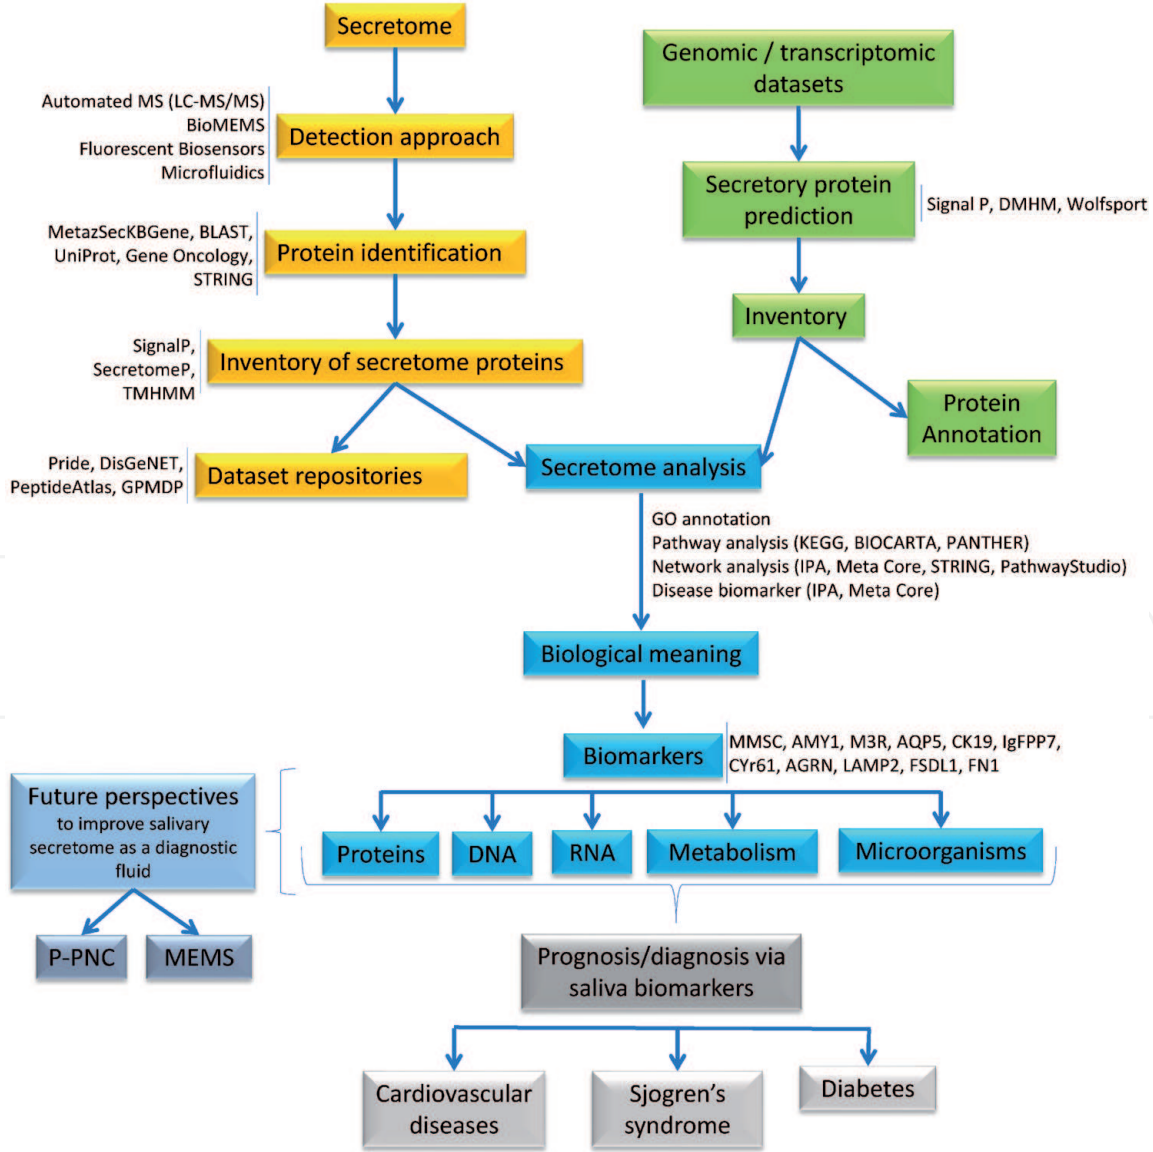 Secretome
Genomic / transcriptomic
datasets
Automated MS (LC-MS/MS)
BioMEMS
Fluorescent Biosensors
Microfluidics
Detection approach
Secretory protein
prediction
Signal P, DMHM, Wolfsport
MetazSecKBGene, BLAST,
UniProt, Gene Oncology,
STRING
Protein identification
Inventory
SignalP,
SecretomeP,
TMHMM
Inventory of secretome proteins
Protein
Annotation
Pride, DisGeNET,
PeptideAtlas, GPMDP
Dataset repositories
Secretome analysis
GO annotation
Pathway analysis (KEGG, BIOCARTA, PANTHER)
Network analysis (IPA, Meta Core, STRING, PathwayStudio)
Disease biomarker (IPA, Meta Core)
Biological meaning
Biomarkers
MMSC, AMY1, M3R, AQP5, CK19, IgFPP7,
CYr61, AGRN, LAMP2, FSDL1, FN1
Future perspectives
to improve salivary
secretome as a diagnostic
fluid
Proteins
DNA
RNA
Metabolism
Microorganisms
P-PNC
MEMS
Prognosis/diagnosis via
saliva biomarkers
Cardiovascular
diseases
Sjogren's
syndrome
Diabetes